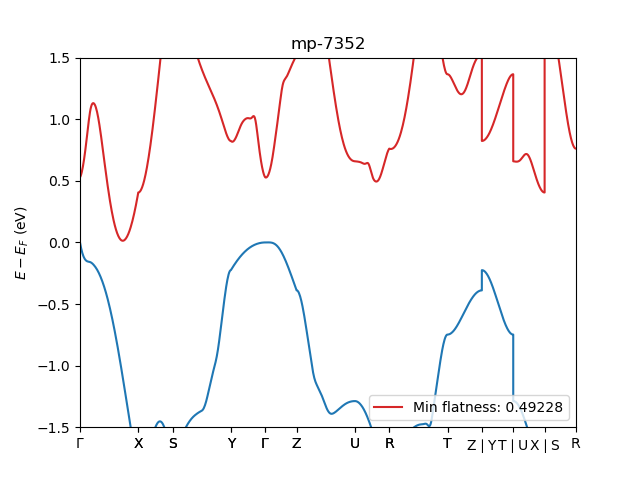 mp-7352
E − E_F (eV)
1.5
1.0
0.5
0.0
−0.5
−1.0
−1.5
Min flatness: 0.49228
Γ X S Y Γ Z U R T Z|Y T|U X|S R